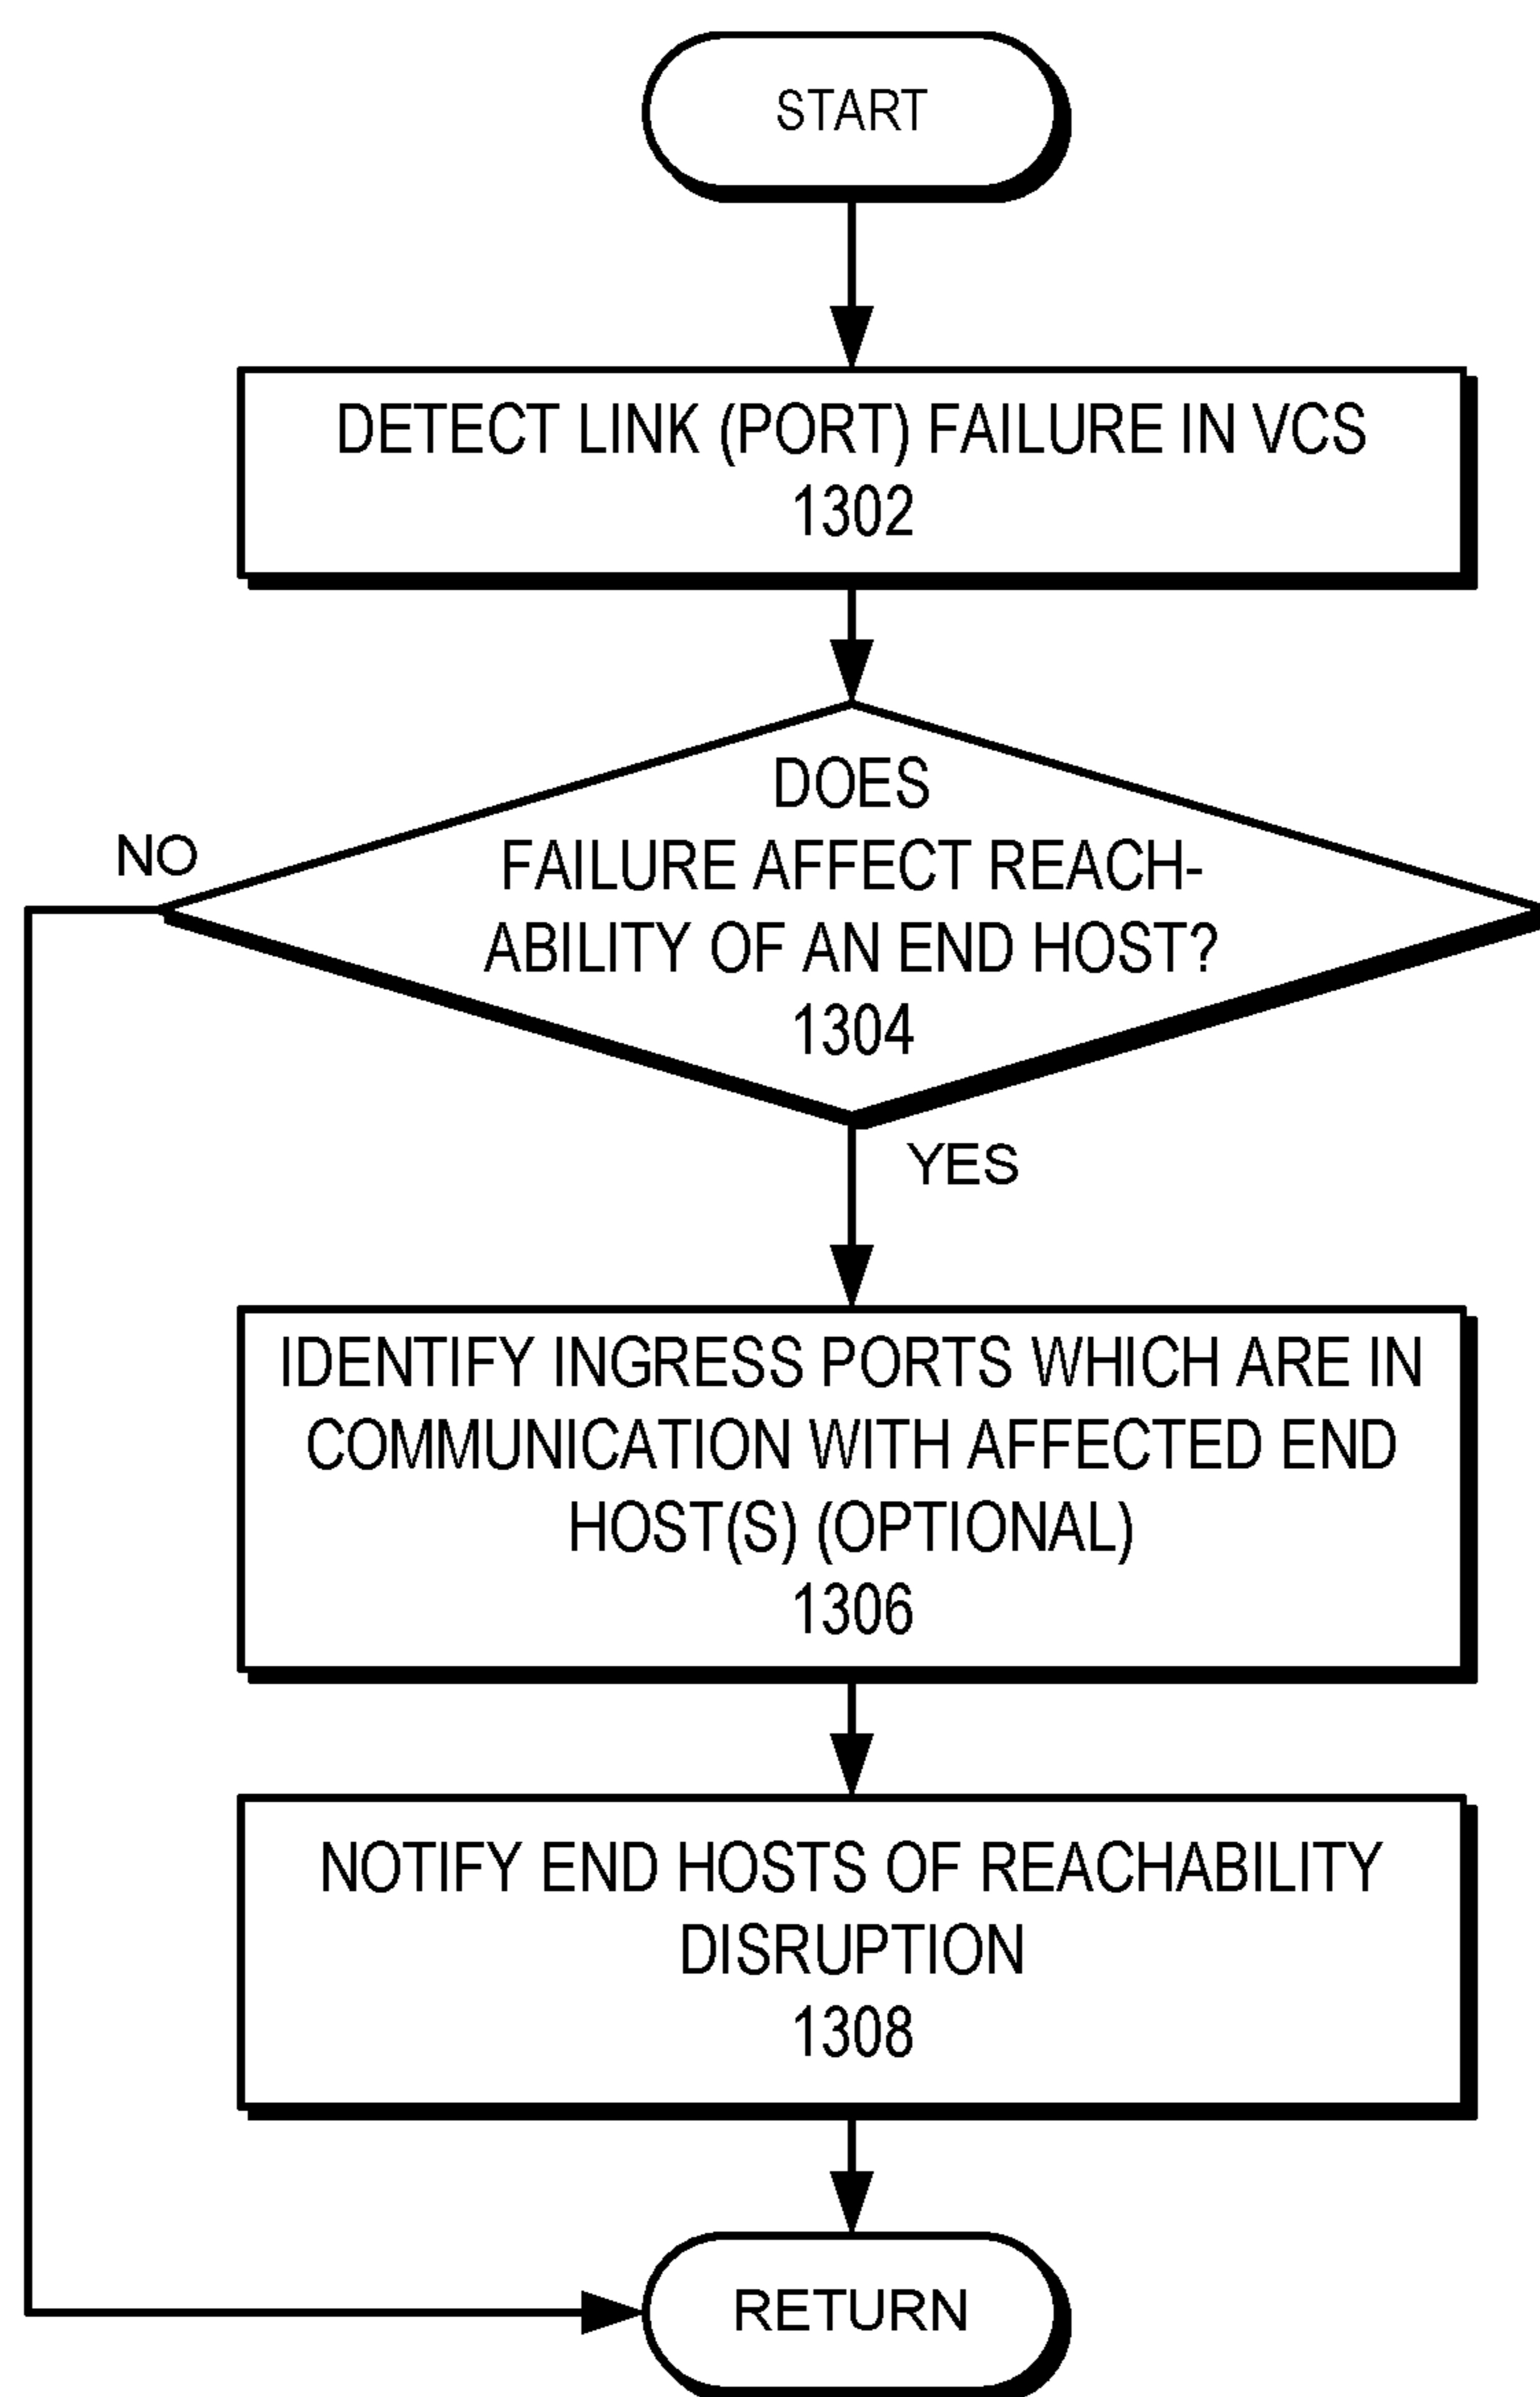 START
DETECT LINK (PORT) FAILURE IN VCS
1302
DOES
FAILURE AFFECT REACH-
ABILITY OF AN END HOST?
1304
NO
YES
IDENTIFY INGRESS PORTS WHICH ARE IN
COMMUNICATION WITH AFFECTED END
HOST(S) (OPTIONAL)
1306
NOTIFY END HOSTS OF REACHABILITY
DISRUPTION
1308
RETURN